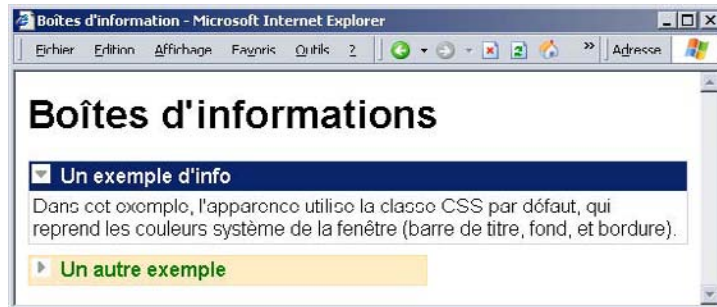 Boîtes d'information - Microsoft Internet Explorer
Fichier Edition Affichage Favoris Outils ? » Adresse
Boîtes d'informations
Un exemple d'info
Dans cet exemple, l'apparence utilise la classe CSS par défaut, qui
reprend les couleurs système de la fenêtre (barre de titre, fond, et bordure).
Un autre exemple